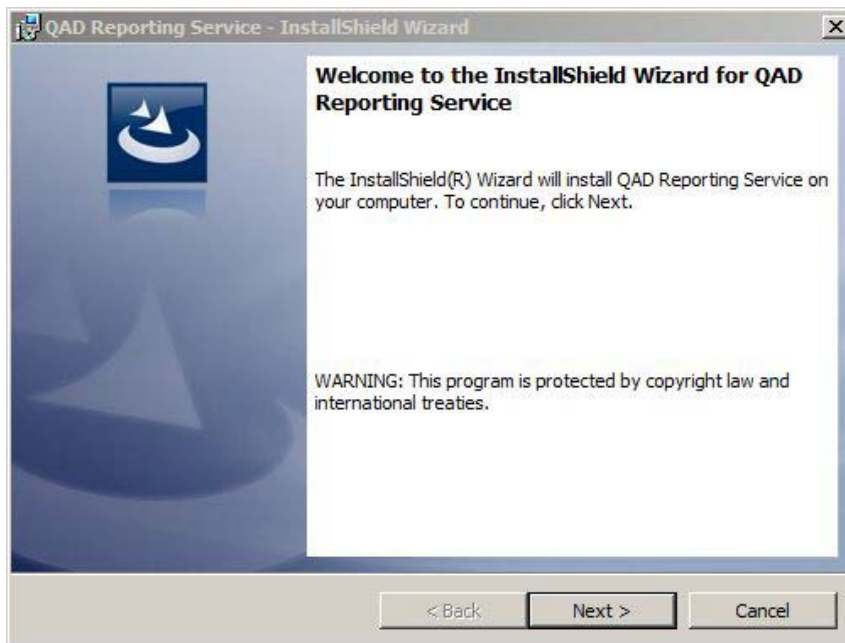 QAD Reporting Service - InstallShield Wizard
Welcome to the InstallShield Wizard for QAD
Reporting Service
The InstallShield(R) Wizard will install QAD Reporting Service on
your computer. To continue, click Next.
WARNING: This program is protected by copyright law and
international treaties.
< Back
Next >
Cancel